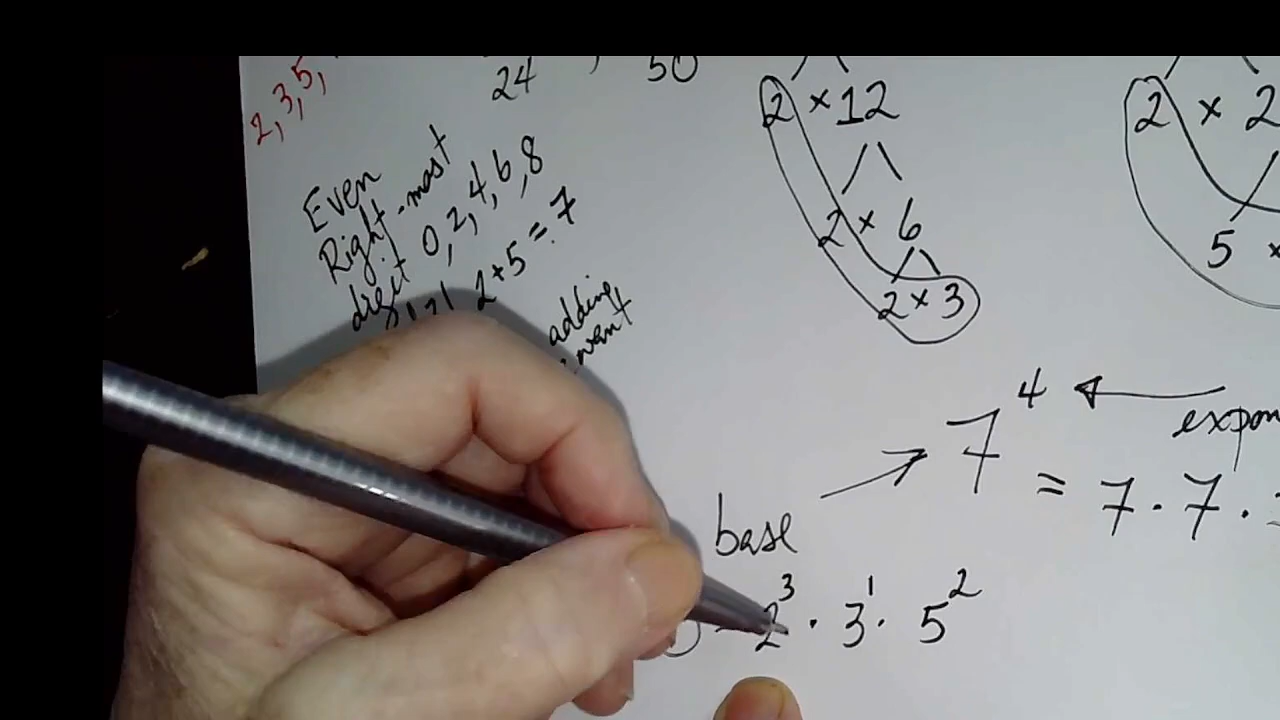 2, 3, 5,
24 , 50
Even
Right-most
digit 0, 2, 4, 6, 8
2+5=7
adding
want
2 × 12
2 × 6
2 × 3
2 × 2
5 ×
7⁴ ← expon
base → = 7 · 7 ·
2³ · 3¹ · 5²